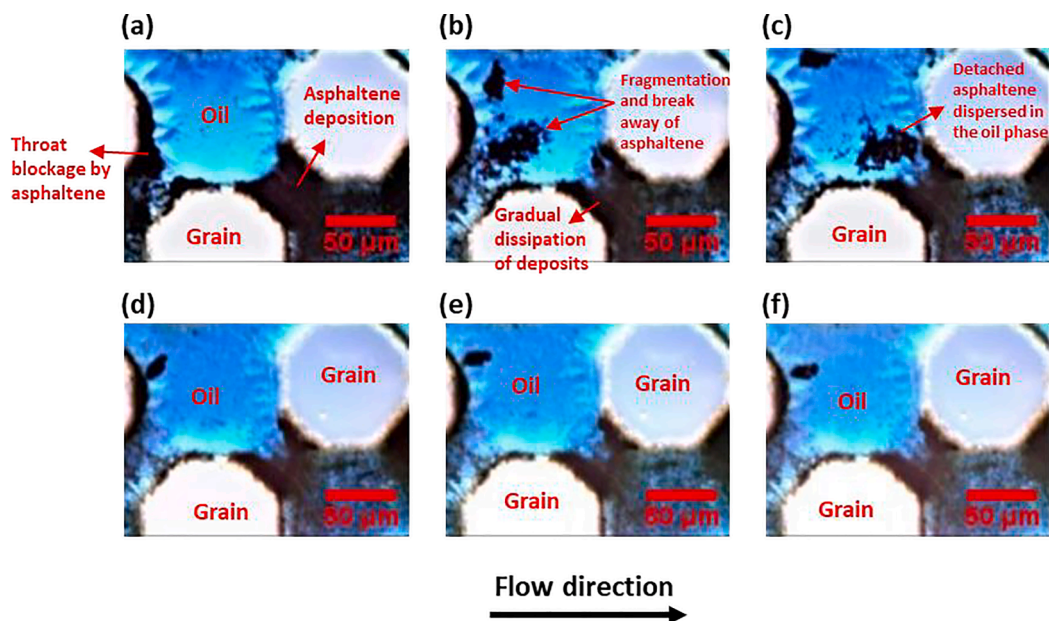 (a)
(b)
(c)
Oil
Asphaltene
deposition
Throat
blockage by
asphaltene
Grain
50 μm
Fragmentation
and break
away of
asphaltene
Gradual
dissipation
of deposits
50 μm
Detached
asphaltene
dispersed in
the oil phase
Grain
50 μm
(d)
(e)
(f)
Oil
Grain
Grain
50 μm
Oil
Grain
Grain
50 μm
Oil
Grain
Grain
50 μm
Flow direction